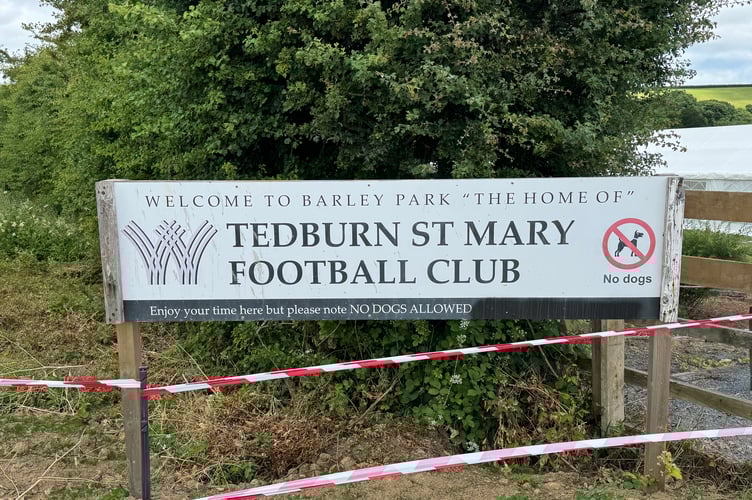 WELCOME TO BARLEY PARK "THE HOME OF"
TEDBURN ST MARY
FOOTBALL CLUB
No dogs
Enjoy your time here but please note NO DOGS ALLOWED